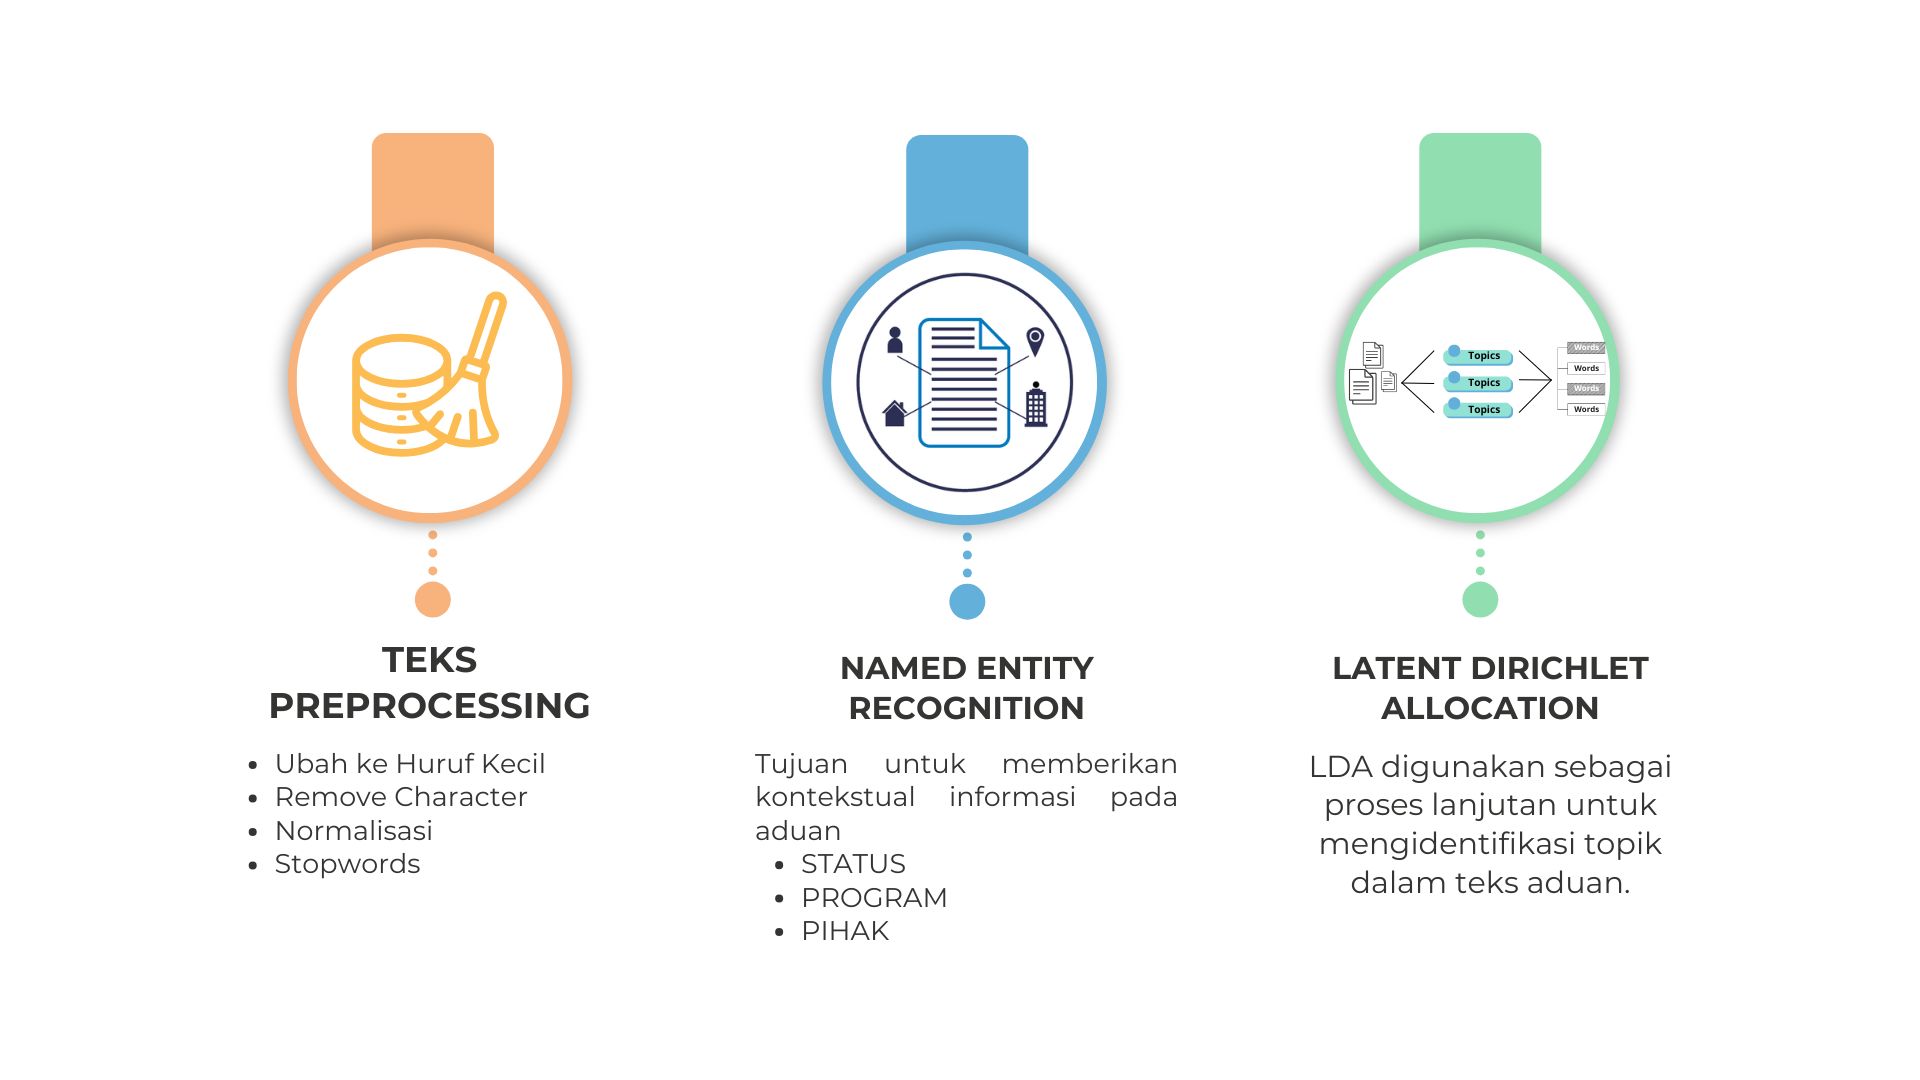 Topics
Topics
Topics
Words
Words
Words
Words
TEKS
PREPROCESSING
• Ubah ke Huruf Kecil
• Remove Character
• Normalisasi
• Stopwords
NAMED ENTITY
RECOGNITION
Tujuan untuk memberikan
kontekstual informasi pada
aduan
• STATUS
• PROGRAM
• PIHAK
LATENT DIRICHLET
ALLOCATION
LDA digunakan sebagai
proses lanjutan untuk
mengidentifikasi topik
dalam teks aduan.